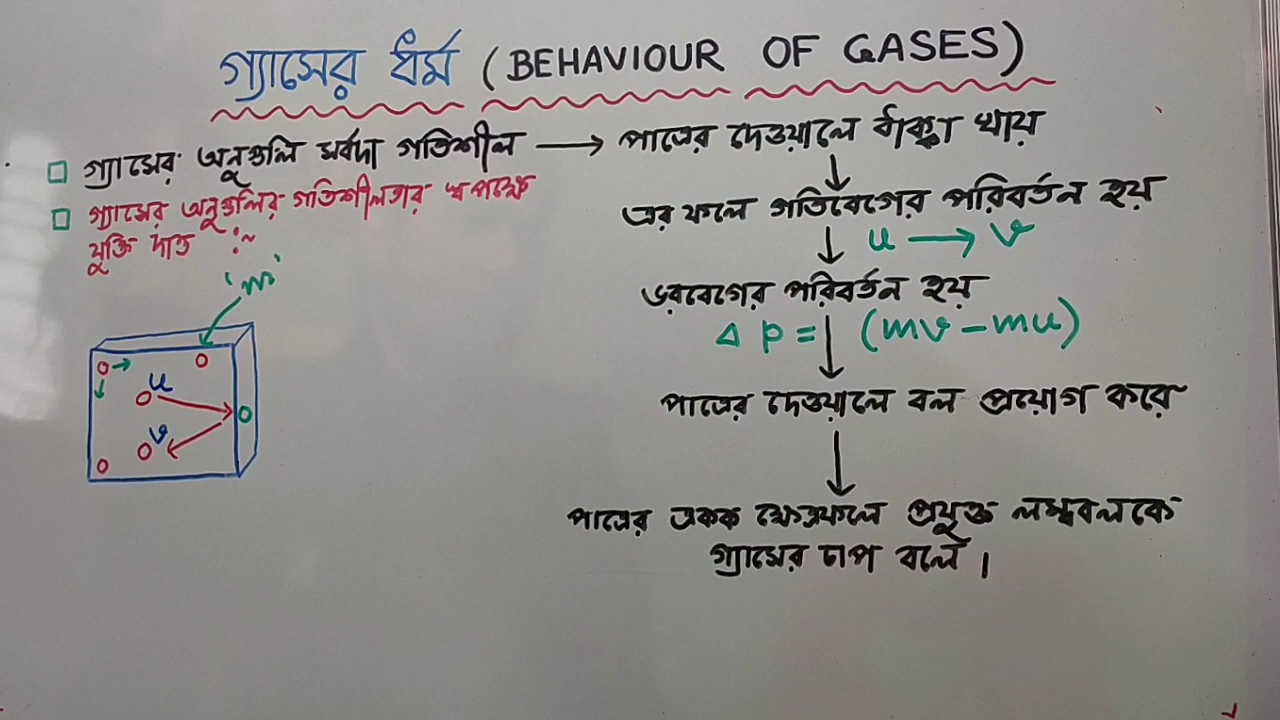 গ্যাসের ধর্ম (BEHAVIOUR OF GASES)
□ গ্যাসের অনুগুলি সর্বদা গতিশীল → পাত্রের দেওয়ালে ধাক্কা খায়
□ গ্যাসের অনুগুলির গতিশীলতার স্বপক্ষে
যুক্তি দাও :~
'm'
u
v
↓
এর ফলে গতিবেগের পরিবর্তন হয়
↓ u → v
ভরবেগের পরিবর্তন হয়
Δ p = (mv - mu)
↓
পাত্রের দেওয়ালে বল প্রয়োগ করে
↓
পাত্রের একক ক্ষেত্রফলে প্রযুক্ত লম্ববলকে
গ্যাসের চাপ বলে।